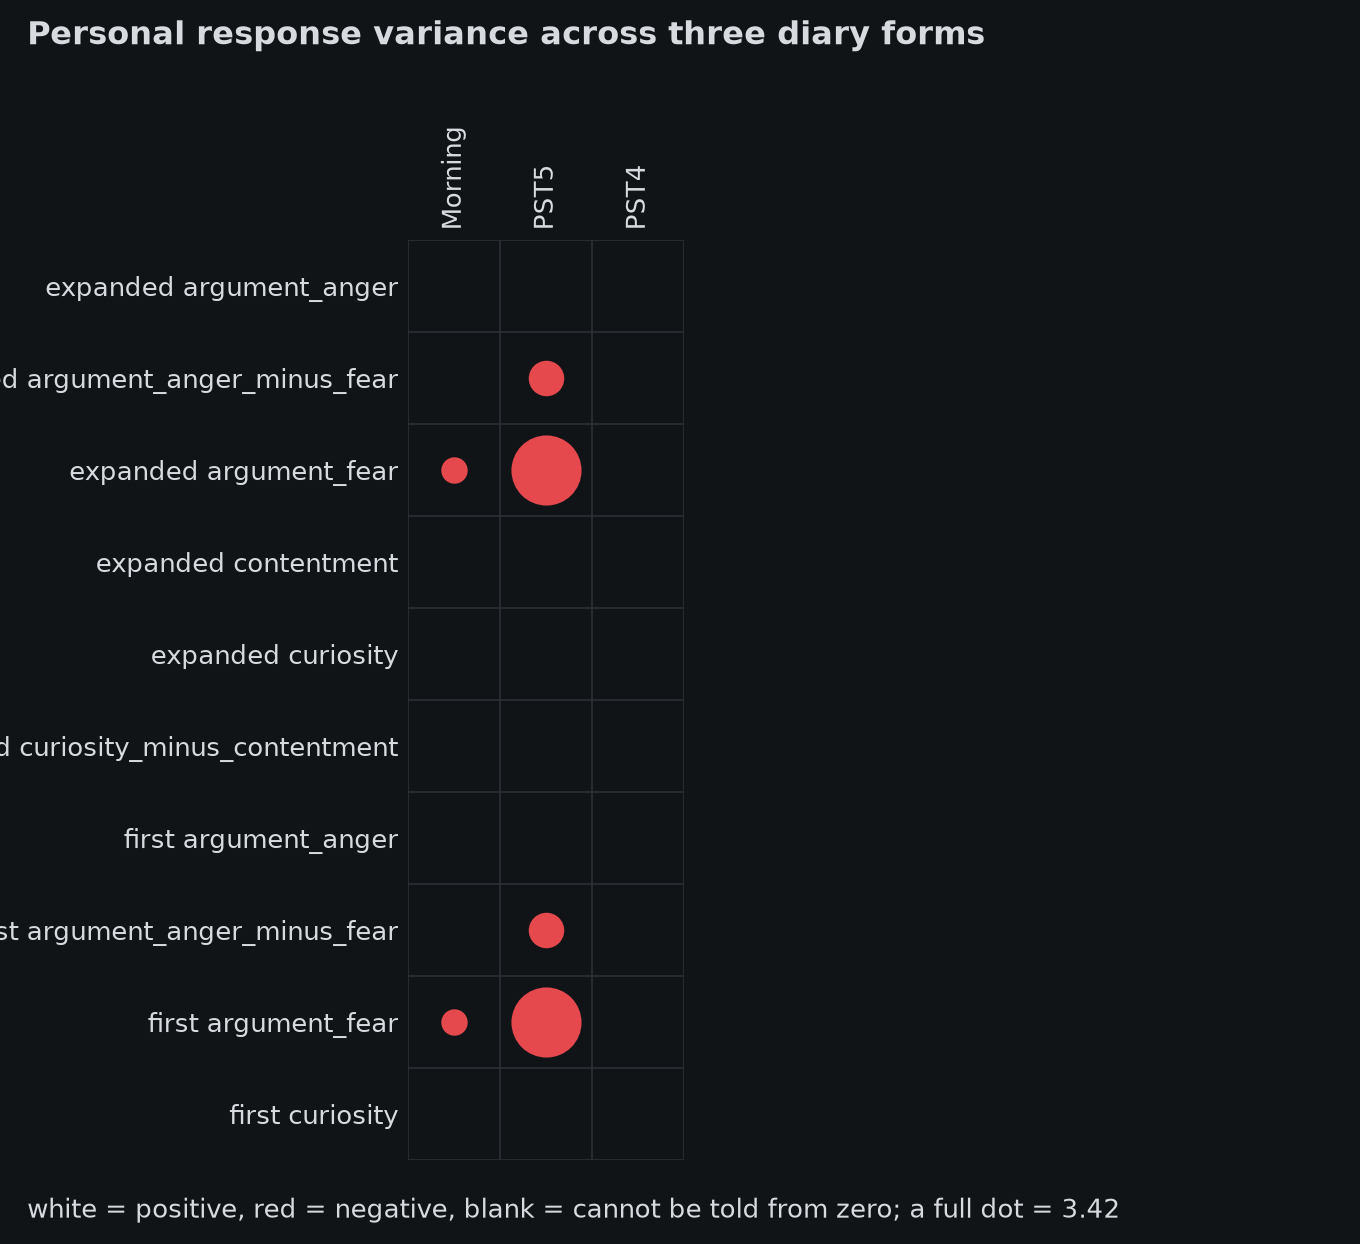 Personal response variance across three diary forms
Morning
PST5
PST4
expanded argument_anger
argument_anger_minus_fear
expanded argument_fear
expanded contentment
expanded curiosity
curiosity_minus_contentment
first argument_anger
argument_anger_minus_fear
first argument_fear
first curiosity
white = positive, red = negative, blank = cannot be told from zero; a full dot = 3.42